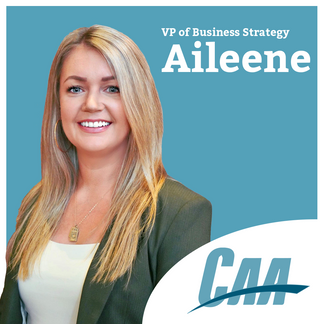 VP of Business Strategy
Aileene
CAA